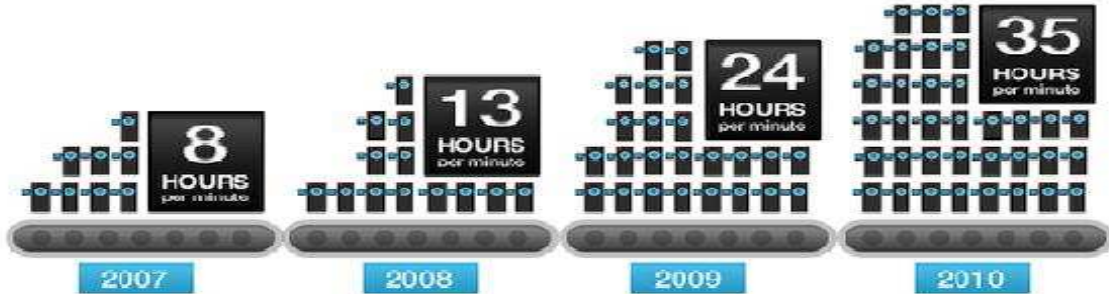 8
HOURS
per minute
13
HOURS
per minute
24
HOURS
per minute
35
HOURS
per minute
2007
2008
2009
2010